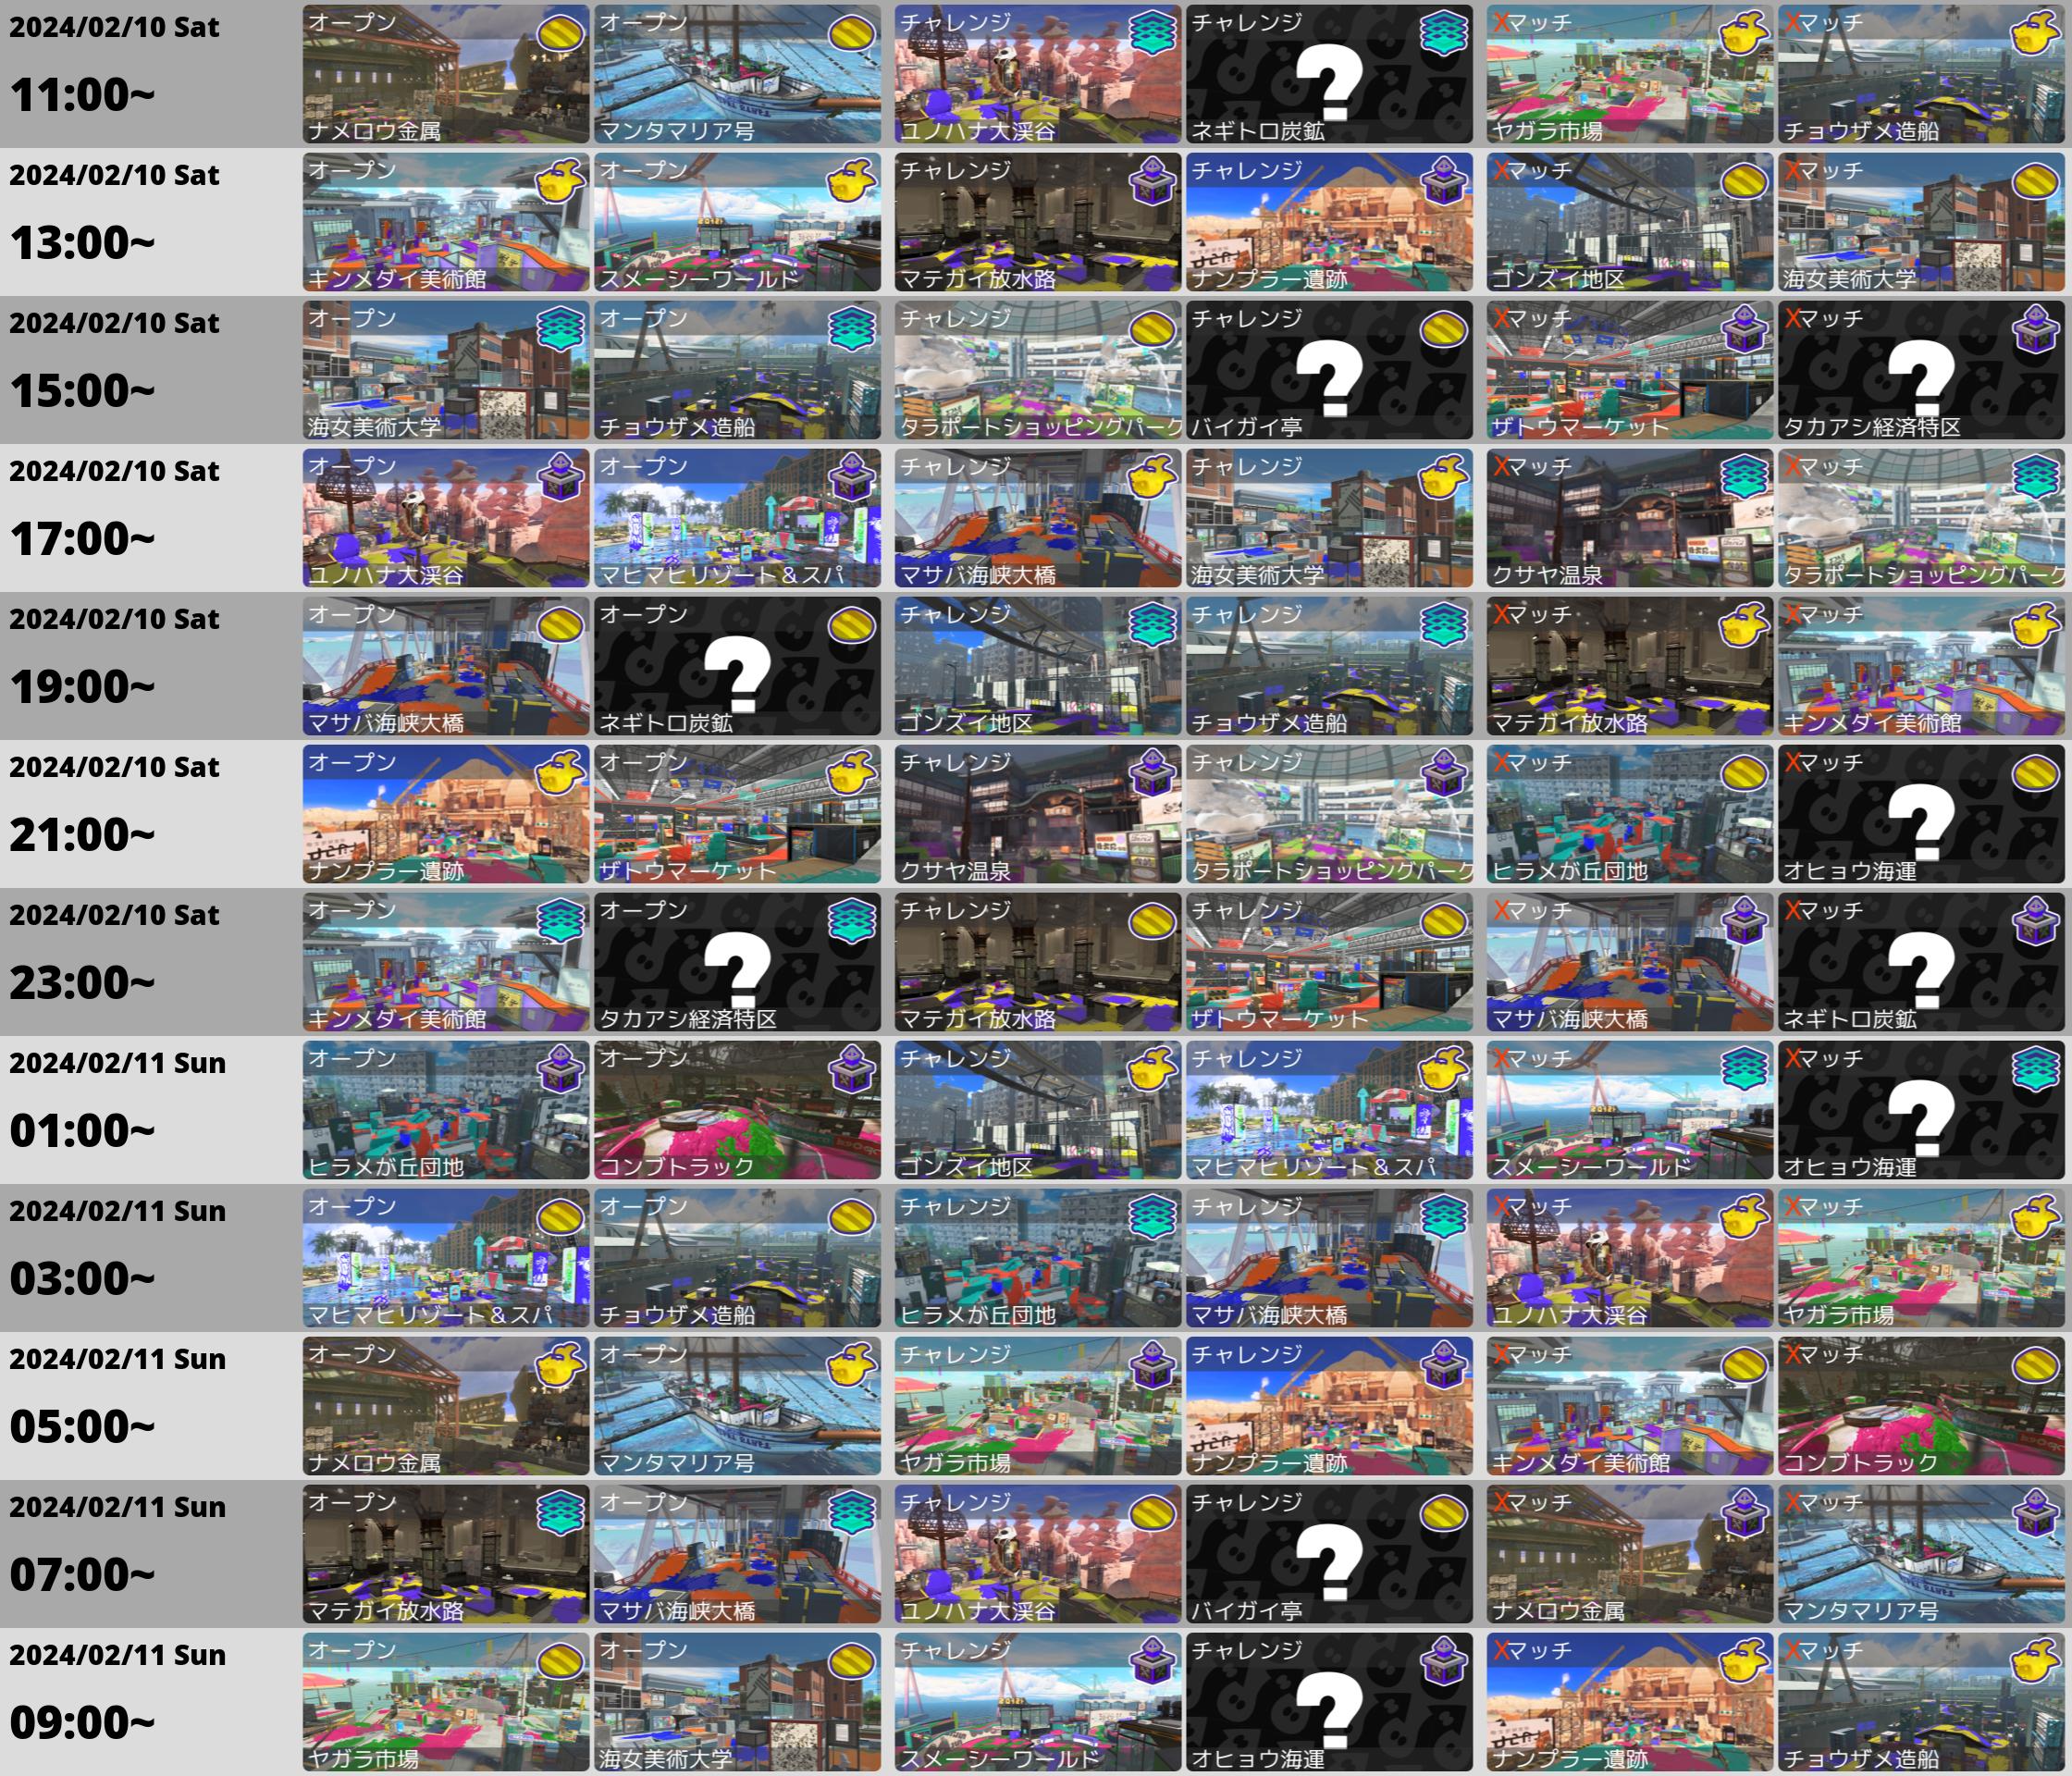 2024/02/10 Sat
11:00~
オープン オープン チャレンジ チャレンジ Xマッチ Xマッチ
ナメロウ金属 マンタマリア号 ユノハナ大渓谷 ネギトロ炭鉱 ヤガラ市場 チョウザメ造船
2024/02/10 Sat
13:00~
オープン オープン チャレンジ チャレンジ Xマッチ Xマッチ
キンメダイ美術館 スメーシーワールド マテガイ放水路 ナンプラー遺跡 ゴンズイ地区 海女美術大学
2024/02/10 Sat
15:00~
オープン オープン チャレンジ チャレンジ Xマッチ Xマッチ
海女美術大学 チョウザメ造船 タラポートショッピングパーク バイガイ亭 ザトウマーケット タカアシ経済特区
2024/02/10 Sat
17:00~
オープン オープン チャレンジ チャレンジ Xマッチ Xマッチ
ユノハナ大渓谷 マヒマヒリゾート＆スパ マサバ海峡大橋 海女美術大学 クサヤ温泉 タラポートショッピングパーク
2024/02/10 Sat
19:00~
オープン オープン チャレンジ チャレンジ Xマッチ Xマッチ
マサバ海峡大橋 ネギトロ炭鉱 ゴンズイ地区 チョウザメ造船 マテガイ放水路 キンメダイ美術館
2024/02/10 Sat
21:00~
オープン オープン チャレンジ チャレンジ Xマッチ Xマッチ
ナンプラー遺跡 ザトウマーケット クサヤ温泉 タラポートショッピングパーク ヒラメが丘団地 オヒョウ海運
2024/02/10 Sat
23:00~
オープン オープン チャレンジ チャレンジ Xマッチ Xマッチ
キンメダイ美術館 タカアシ経済特区 マテガイ放水路 ザトウマーケット マサバ海峡大橋 ネギトロ炭鉱
2024/02/11 Sun
01:00~
オープン オープン チャレンジ チャレンジ Xマッチ Xマッチ
ヒラメが丘団地 コンブトラック ゴンズイ地区 マヒマヒリゾート＆スパ スメーシーワールド オヒョウ海運
2024/02/11 Sun
03:00~
オープン オープン チャレンジ チャレンジ Xマッチ Xマッチ
マヒマヒリゾート＆スパ チョウザメ造船 ヒラメが丘団地 マサバ海峡大橋 ユノハナ大渓谷 ヤガラ市場
2024/02/11 Sun
05:00~
オープン オープン チャレンジ チャレンジ Xマッチ Xマッチ
ナメロウ金属 マンタマリア号 ヤガラ市場 ナンプラー遺跡 キンメダイ美術館 コンブトラック
2024/02/11 Sun
07:00~
オープン オープン チャレンジ チャレンジ Xマッチ Xマッチ
マテガイ放水路 マサバ海峡大橋 ユノハナ大渓谷 バイガイ亭 ナメロウ金属 マンタマリア号
2024/02/11 Sun
09:00~
オープン オープン チャレンジ チャレンジ Xマッチ Xマッチ
ヤガラ市場 海女美術大学 スメーシーワールド オヒョウ海運 ナンプラー遺跡 チョウザメ造船